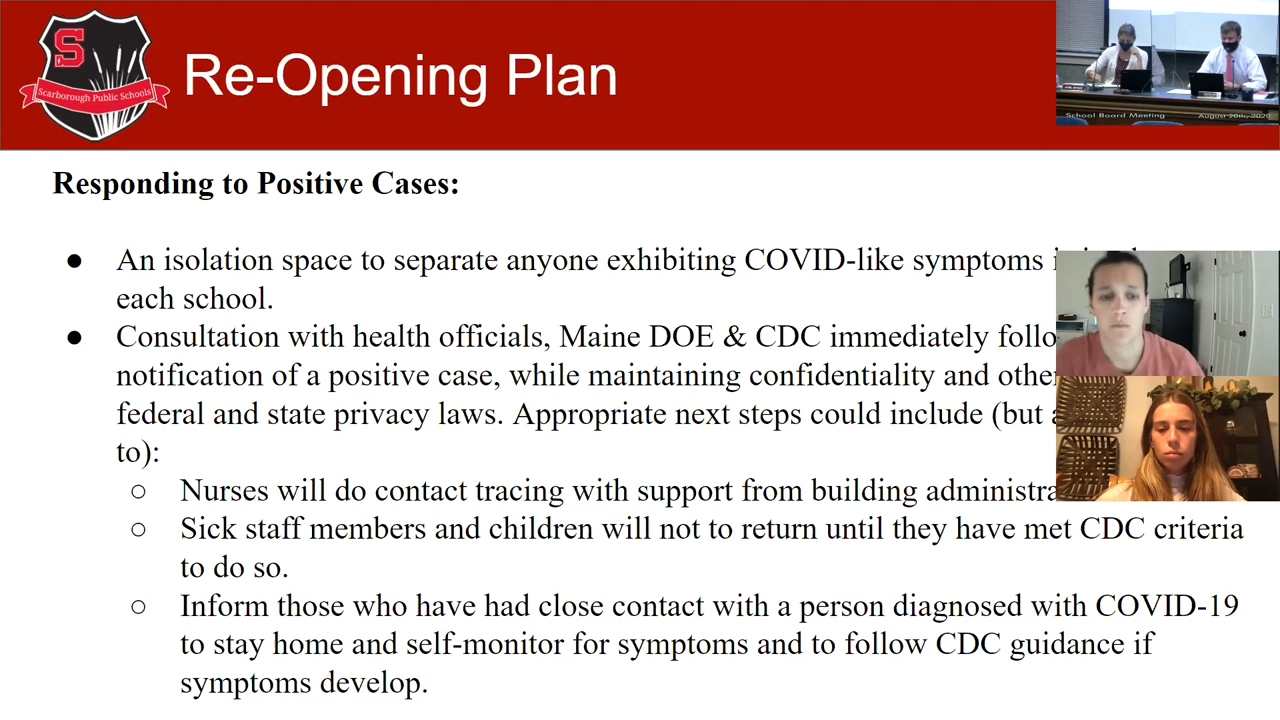 S
Scarborough Public Schools
Re-Opening Plan
School Board Meeting August 20th, 2020
Responding to Positive Cases:
● An isolation space to separate anyone exhibiting COVID-like symptoms
each school.
● Consultation with health officials, Maine DOE & CDC immediately
notification of a positive case, while maintaining confidentiality and
federal and state privacy laws. Appropriate next steps could include (but
to):
○ Nurses will do contact tracing with support from building
○ Sick staff members and children will not to return until they have met CDC criteria
to do so.
○ Inform those who have had close contact with a person diagnosed with COVID-19
to stay home and self-monitor for symptoms and to follow CDC guidance if
symptoms develop.